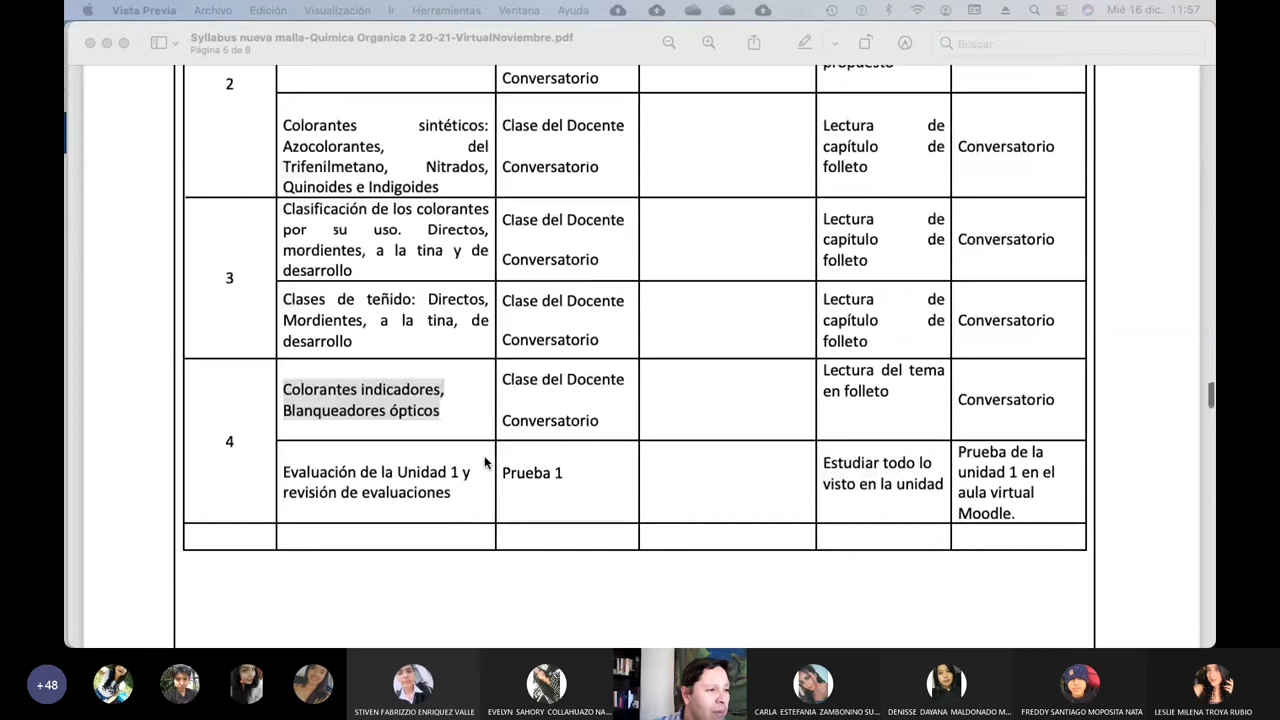 Vista Previa Archivo Edición Visualización Ir Herramientas Ventana Ayuda Mié 16 dic. 11:57
Syllabus nueva malla-Quimica Organica 2 20-21-VirtualNoviembre.pdf
Página 5 de 8
Buscar
propuesto
2
Conversatorio
Colorantes sintéticos:
Azocolorantes, del
Trifenilmetano, Nitrados,
Quinoides e Indigoides
Clase del Docente
Conversatorio
Lectura de
capítulo de
folleto
Conversatorio
3
Clasificación de los colorantes
por su uso. Directos,
mordientes, a la tina y de
desarrollo
Clase del Docente
Conversatorio
Lectura de
capitulo de
folleto
Conversatorio
Clases de teñido: Directos,
Mordientes, a la tina, de
desarrollo
Clase del Docente
Conversatorio
Lectura de
capítulo de
folleto
Conversatorio
4
Colorantes indicadores,
Blanqueadores ópticos
Clase del Docente
Conversatorio
Lectura del tema
en folleto
Conversatorio
Evaluación de la Unidad 1 y
revisión de evaluaciones
Prueba 1
Estudiar todo lo
visto en la unidad
Prueba de la
unidad 1 en el
aula virtual
Moodle.
+48
STIVEN FABRIZZIO ENRIQUEZ VALLE
EVELYN SAHORY COLLAHUAZO NA...
CARLA ESTEFANIA ZAMBONINO SU...
DENISSE DAYANA MALDONADO M...
FREDDY SANTIAGO MOPOSITA NATA
LESLIE MILENA TROYA RUBIO